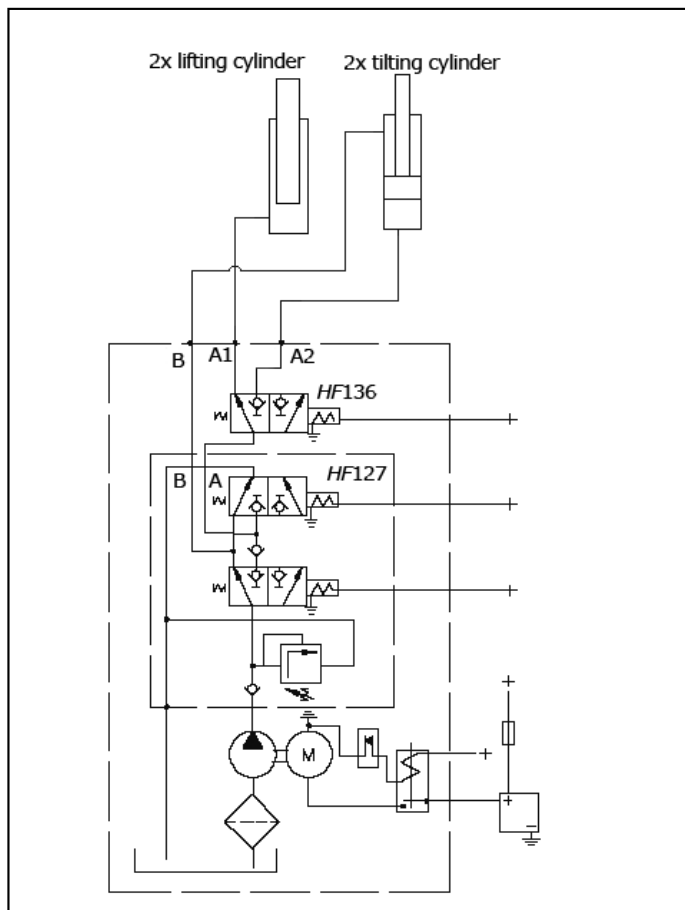 2x lifting cylinder
2x tilting cylinder
B
A1
A2
HF136
B
A
HF127
M